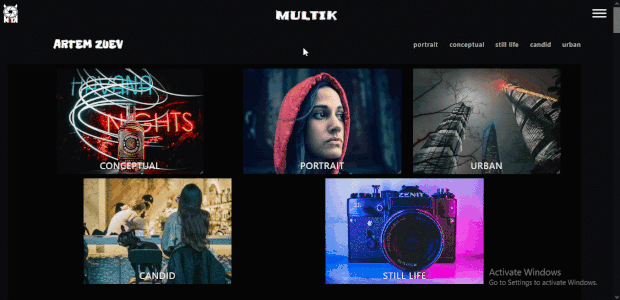 MULTIK
ARTEM ZUEV
portrait conceptual still life candid urban
HAVANA
NIGHTS
CONCEPTUAL
PORTRAIT
URBAN
ZENIT
CANDID
STILL LIFE
Activate Windows
Go to Settings to activate Windows.